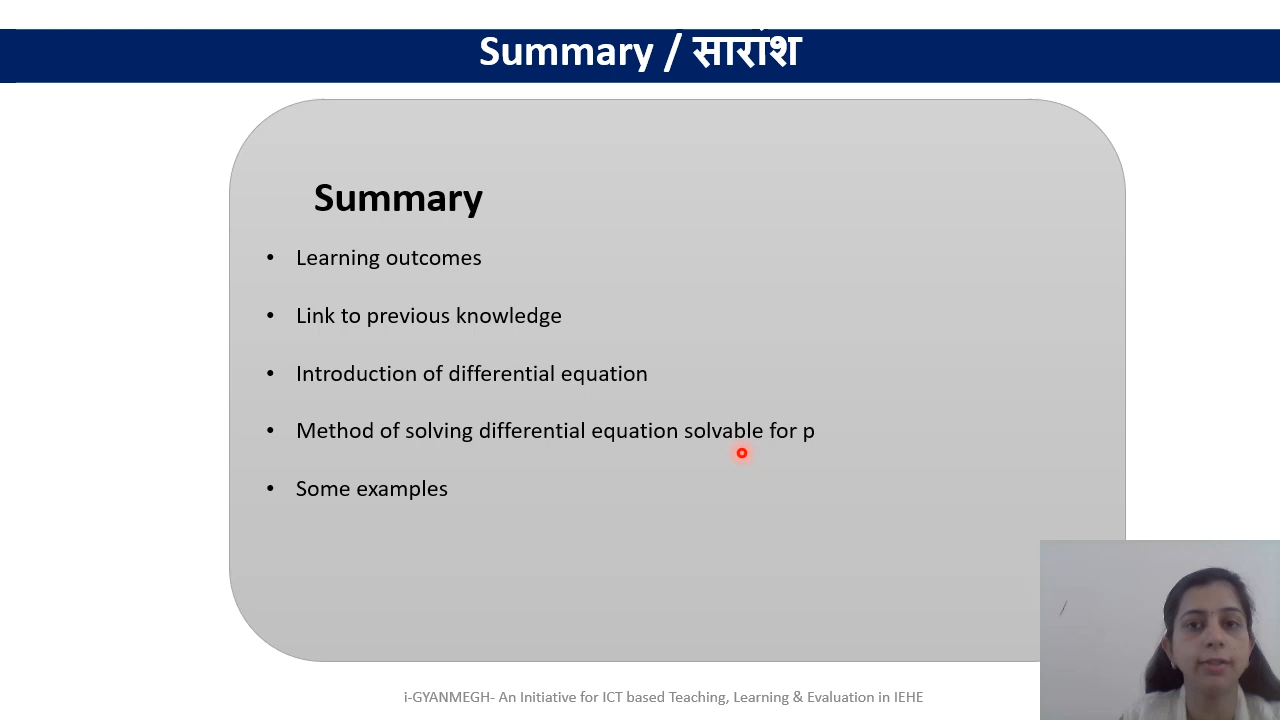 Summary / सारांश
Summary
• Learning outcomes
• Link to previous knowledge
• Introduction of differential equation
• Method of solving differential equation solvable for p
• Some examples
i-GYANMEGH- An Initiative for ICT based Teaching, Learning & Evaluation in IEHE